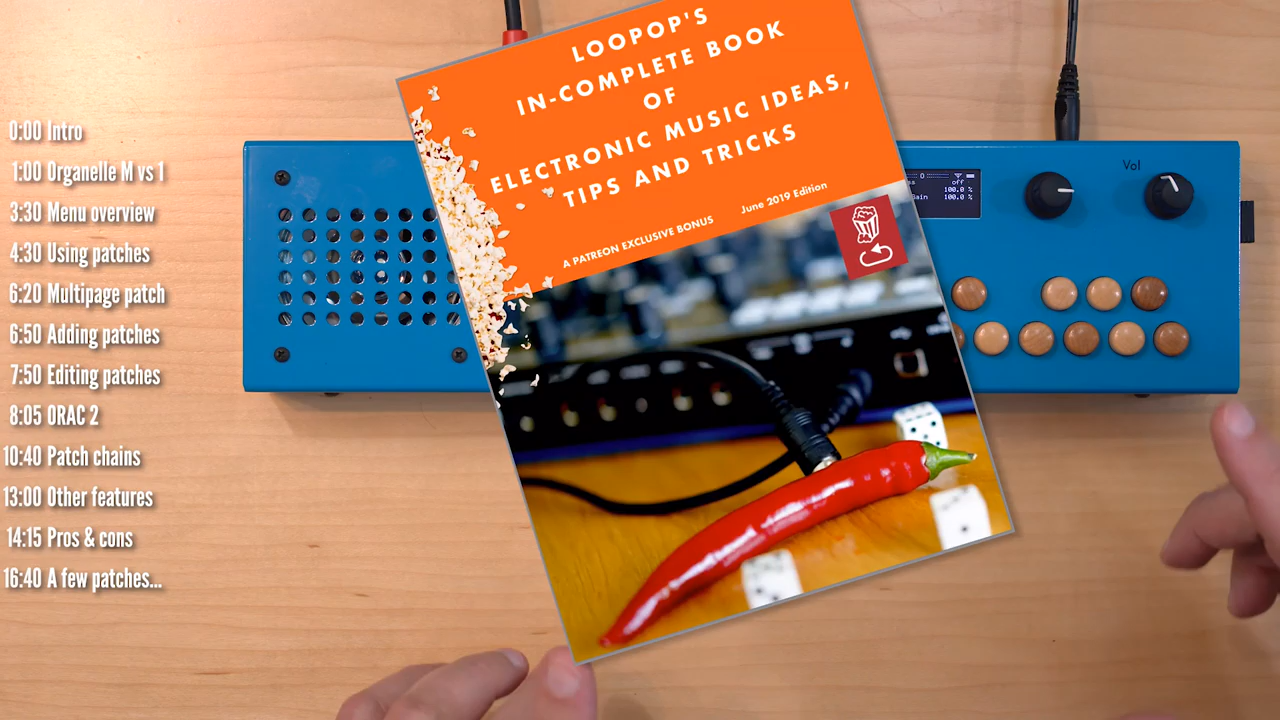 0:00 Intro
1:00 Organelle M vs 1
3:30 Menu overview
4:30 Using patches
6:20 Multipage patch
6:50 Adding patches
7:50 Editing patches
8:05 ORAC 2
10:40 Patch chains
13:00 Other features
14:15 Pros & cons
16:40 A few patches...
LOOPOP'S
IN-COMPLETE BOOK
OF
ELECTRONIC MUSIC IDEAS,
TIPS AND TRICKS
A PATREON EXCLUSIVE BONUS
June 2019 Edition
off
100.0 %
100.0 %
Vol